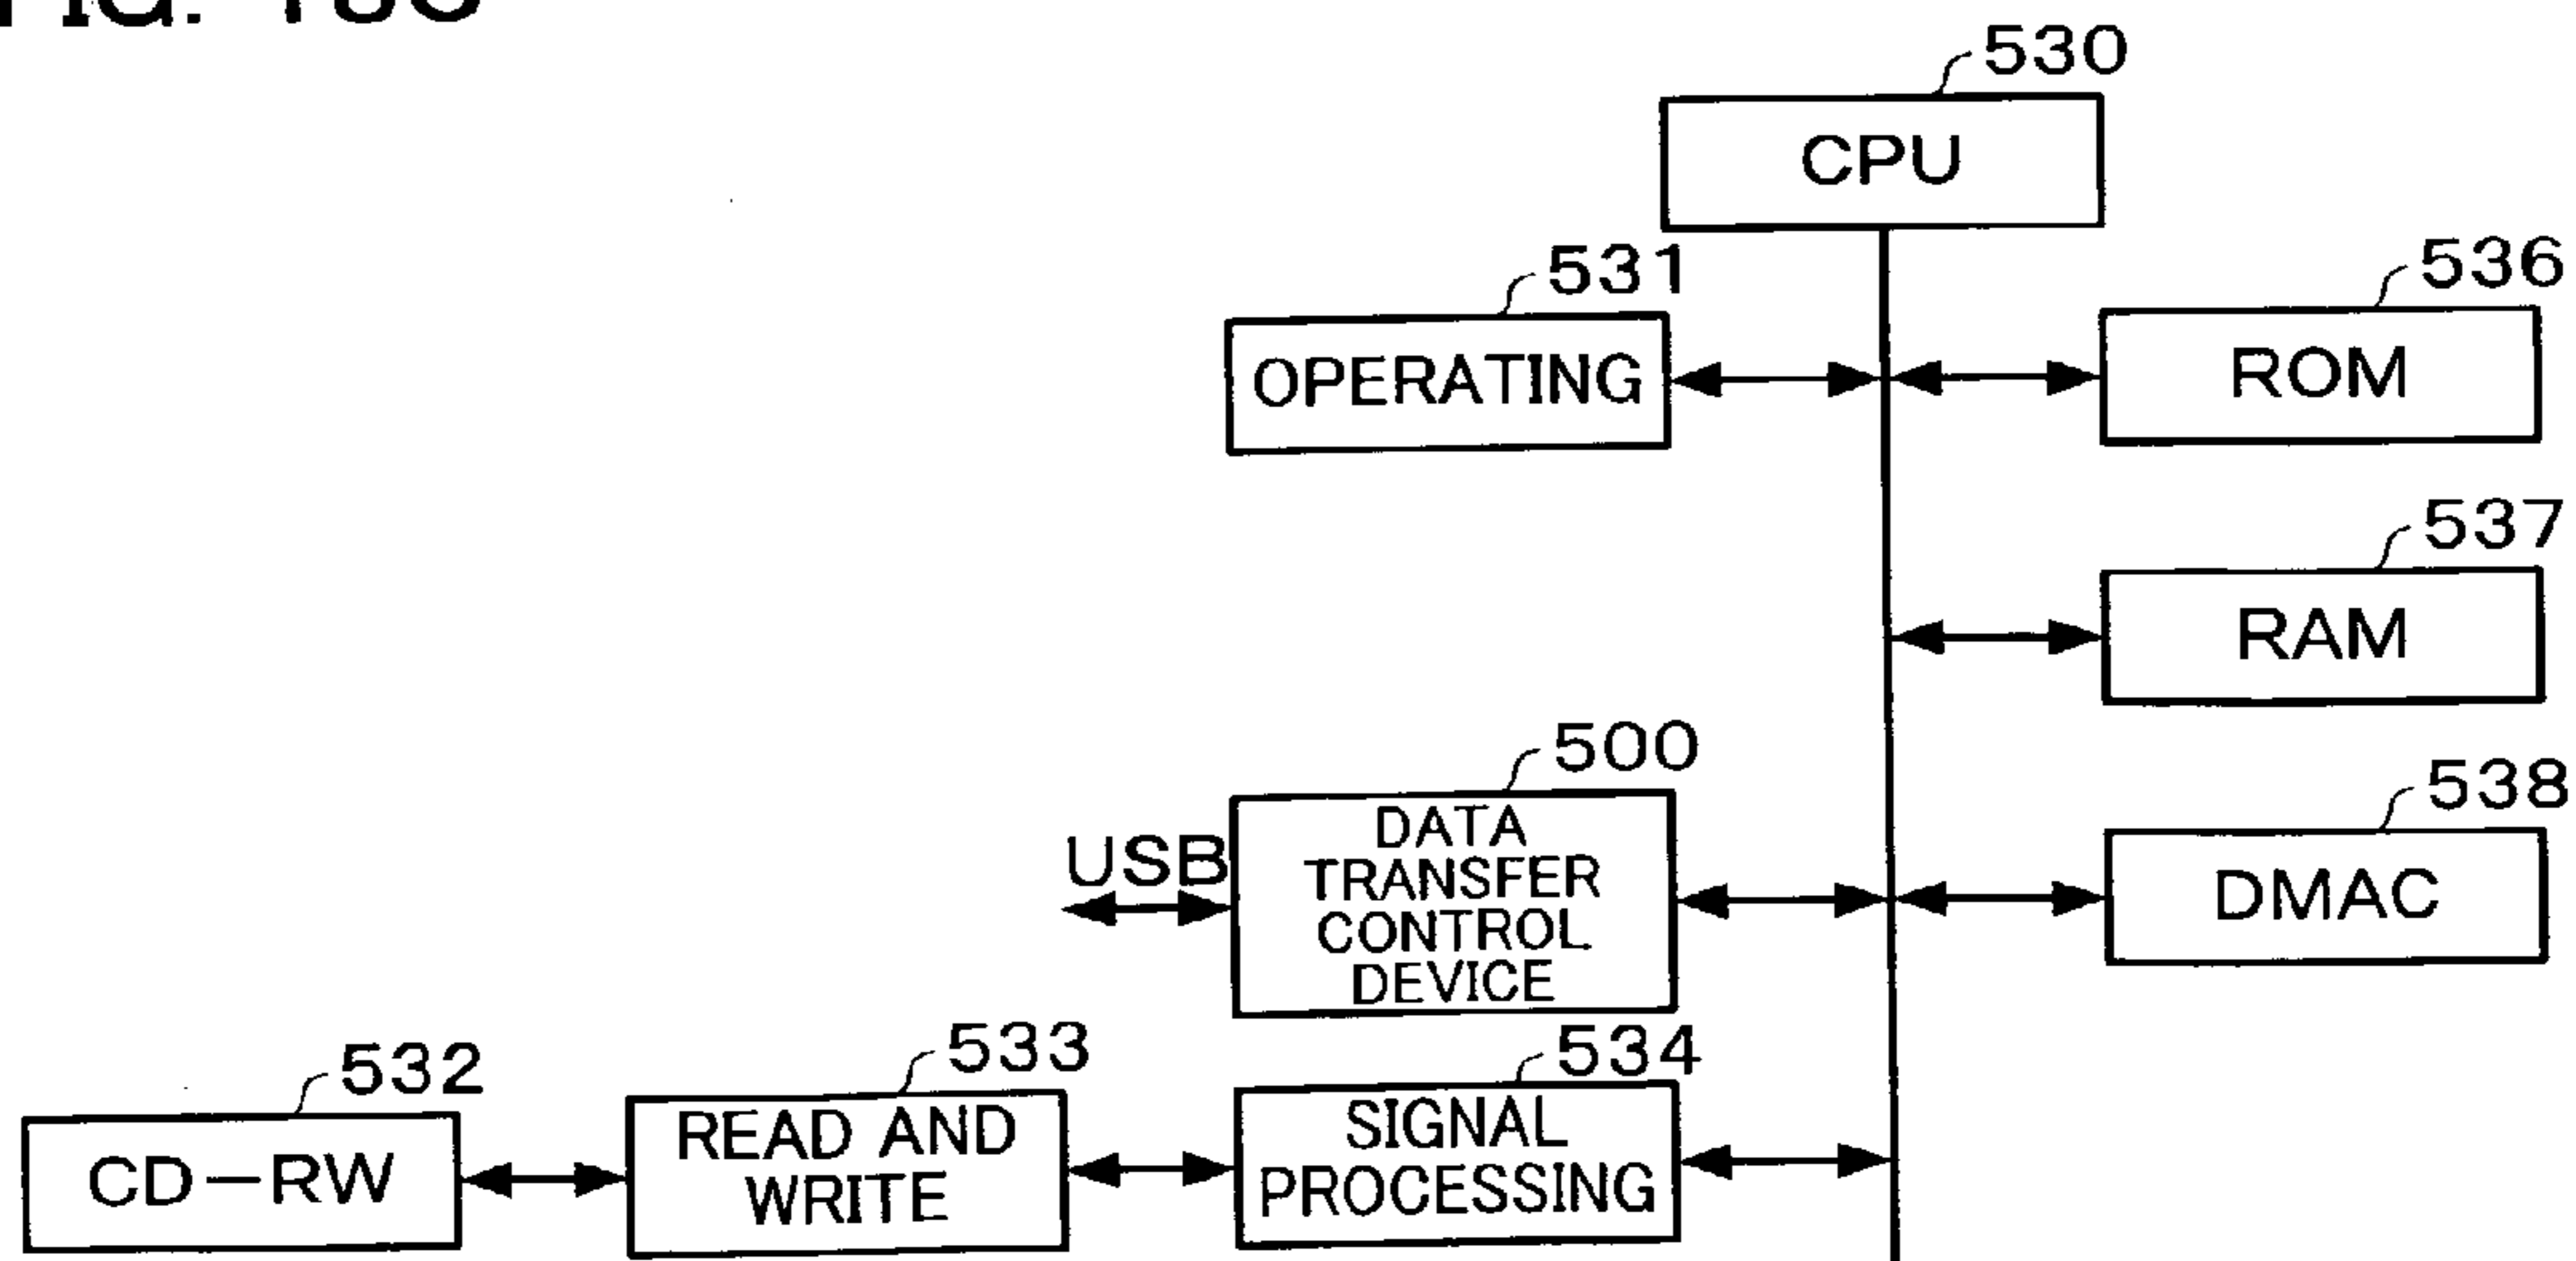 530
CPU
531
536
OPERATING
ROM
537
RAM
500
538
USB
DATA
TRANSFER
CONTROL
DEVICE
DMAC
532
533
534
CD-RW
READ AND
WRITE
SIGNAL
PROCESSING